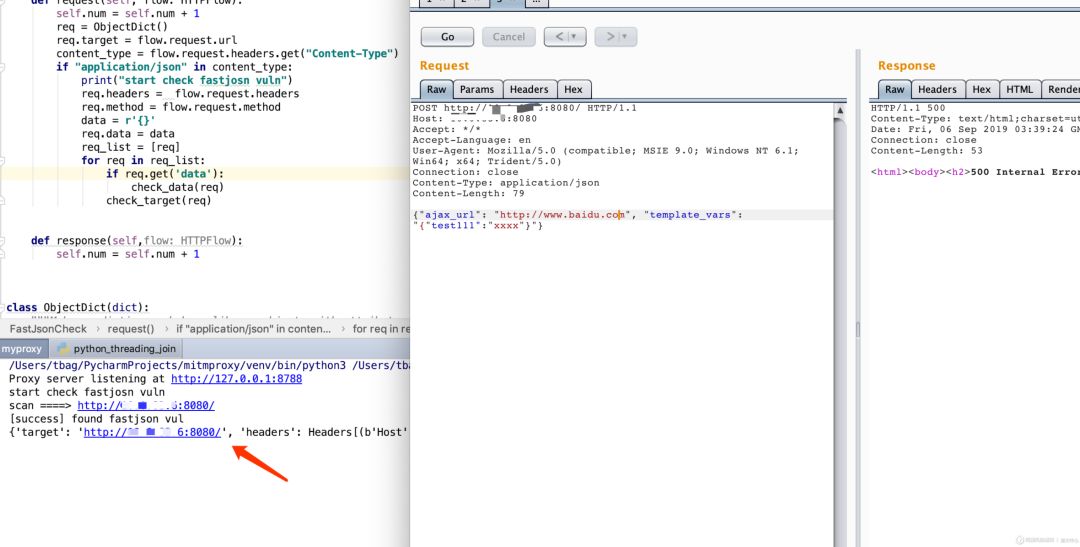 def request(self, flow: HTTPFlow):
self.num = self.num + 1
req = ObjectDict()
req.target = flow.request.url
content_type = flow.request.headers.get("Content-Type")
if "application/json" in content_type:
print("start check fastjosn vuln")
req.headers = flow.request.headers
req.method = flow.request.method
data = r'{}'
req.data = data
req_list = [req]
for req in req_list:
if req.get('data'):
check_data(req)
check_target(req)
def response(self,flow: HTTPFlow):
self.num = self.num + 1
class ObjectDict(dict):
FastJsonCheck › request() › if "application/json" in conten... › for req in re
myproxy python_threading_join
/Users/tbag/PycharmProjects/mitmproxy/venv/bin/python3 /Users/tba
Proxy server listening at http://127.0.0.1:8788
start check fastjosn vuln
scan ====> http:// 6:8080/
[success] found fastjson vul
{'target': 'http:// 6:8080/', 'headers': Headers[(b'Host'
Go Cancel < >
Request
Raw Params Headers Hex
POST http:// :8080/ HTTP/1.1
Host: :8080
Accept: */*
Accept-Language: en
User-Agent: Mozilla/5.0 (compatible; MSIE 9.0; Windows NT 6.1;
Win64; x64; Trident/5.0)
Connection: close
Content-Type: application/json
Content-Length: 79
{"ajax_url": "http://www.baidu.com", "template_vars":
"{"test111":"xxxx"}"}
Response
Raw Headers Hex HTML Render
HTTP/1.1 500
Content-Type: text/html;charset=ut
Date: Fri, 06 Sep 2019 03:39:24 GM
Connection: close
Content-Length: 53
<html><body><h2>500 Internal Error